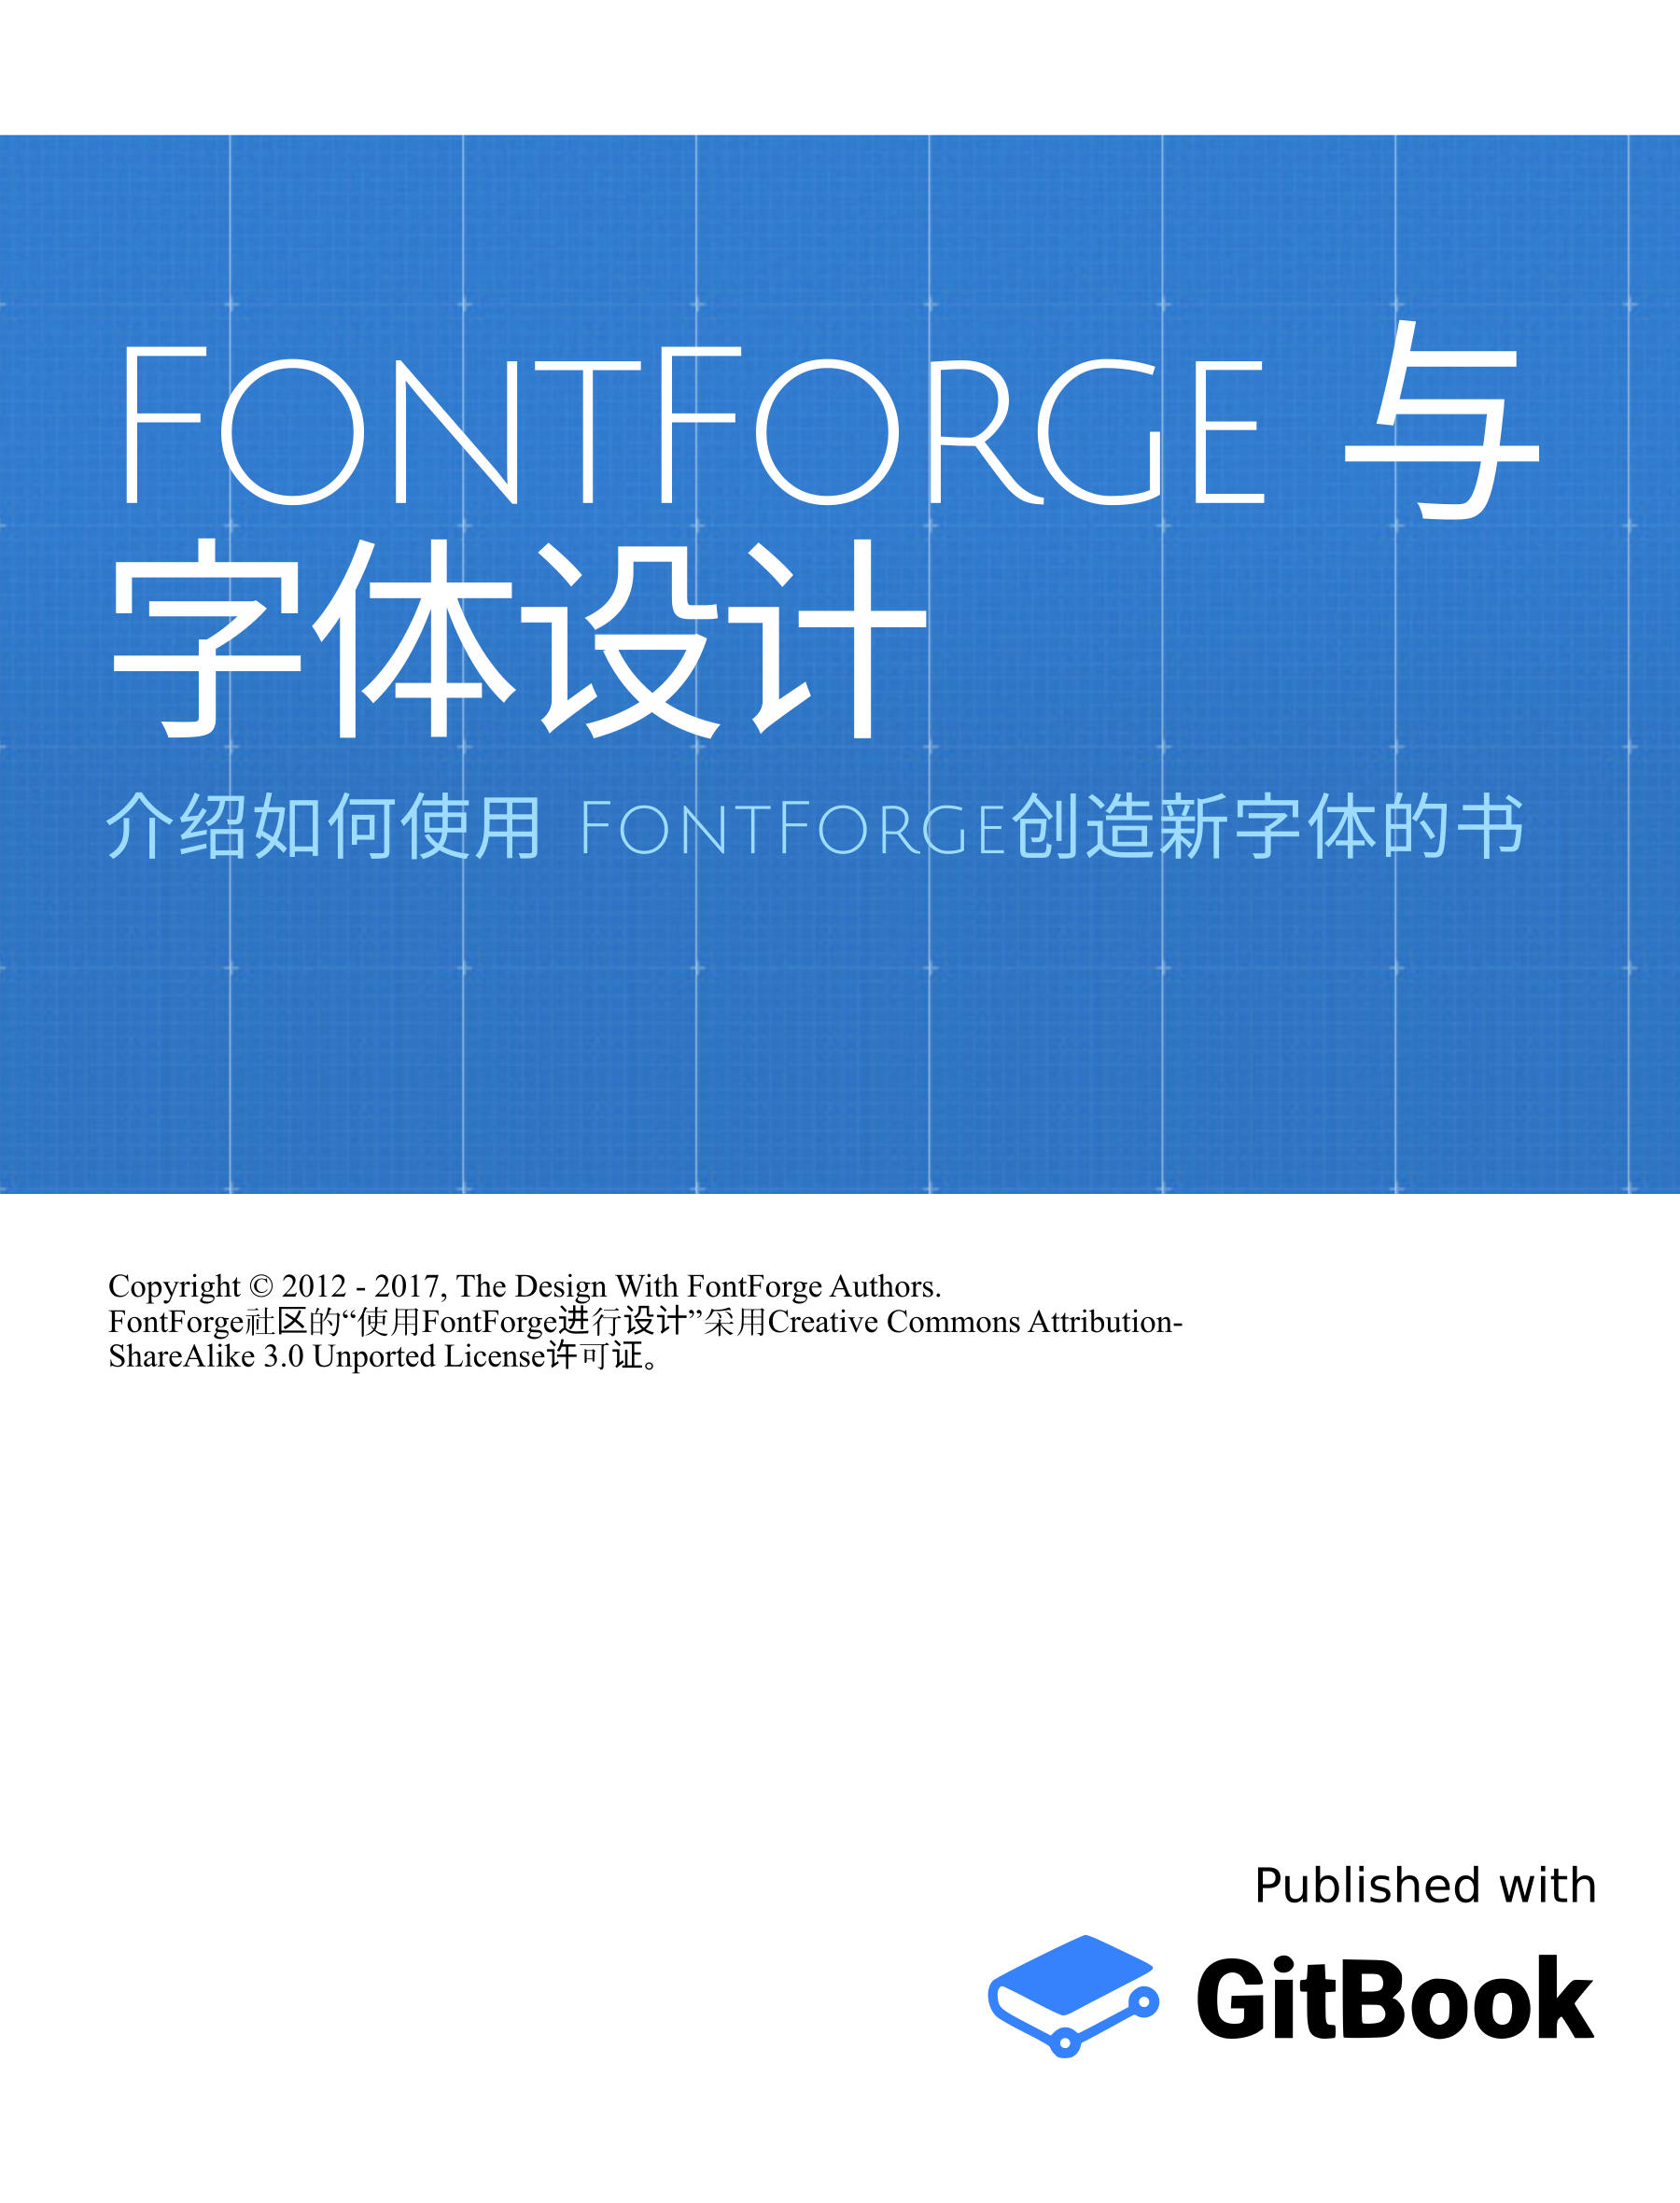 FontForge 与
字体设计
介绍如何使用 FontForge创造新字体的书
Copyright © 2012 - 2017, The Design With FontForge Authors.
FontForge社区的“使用FontForge进行设计”采用Creative Commons Attribution-
ShareAlike 3.0 Unported License许可证。
Published with
GitBook